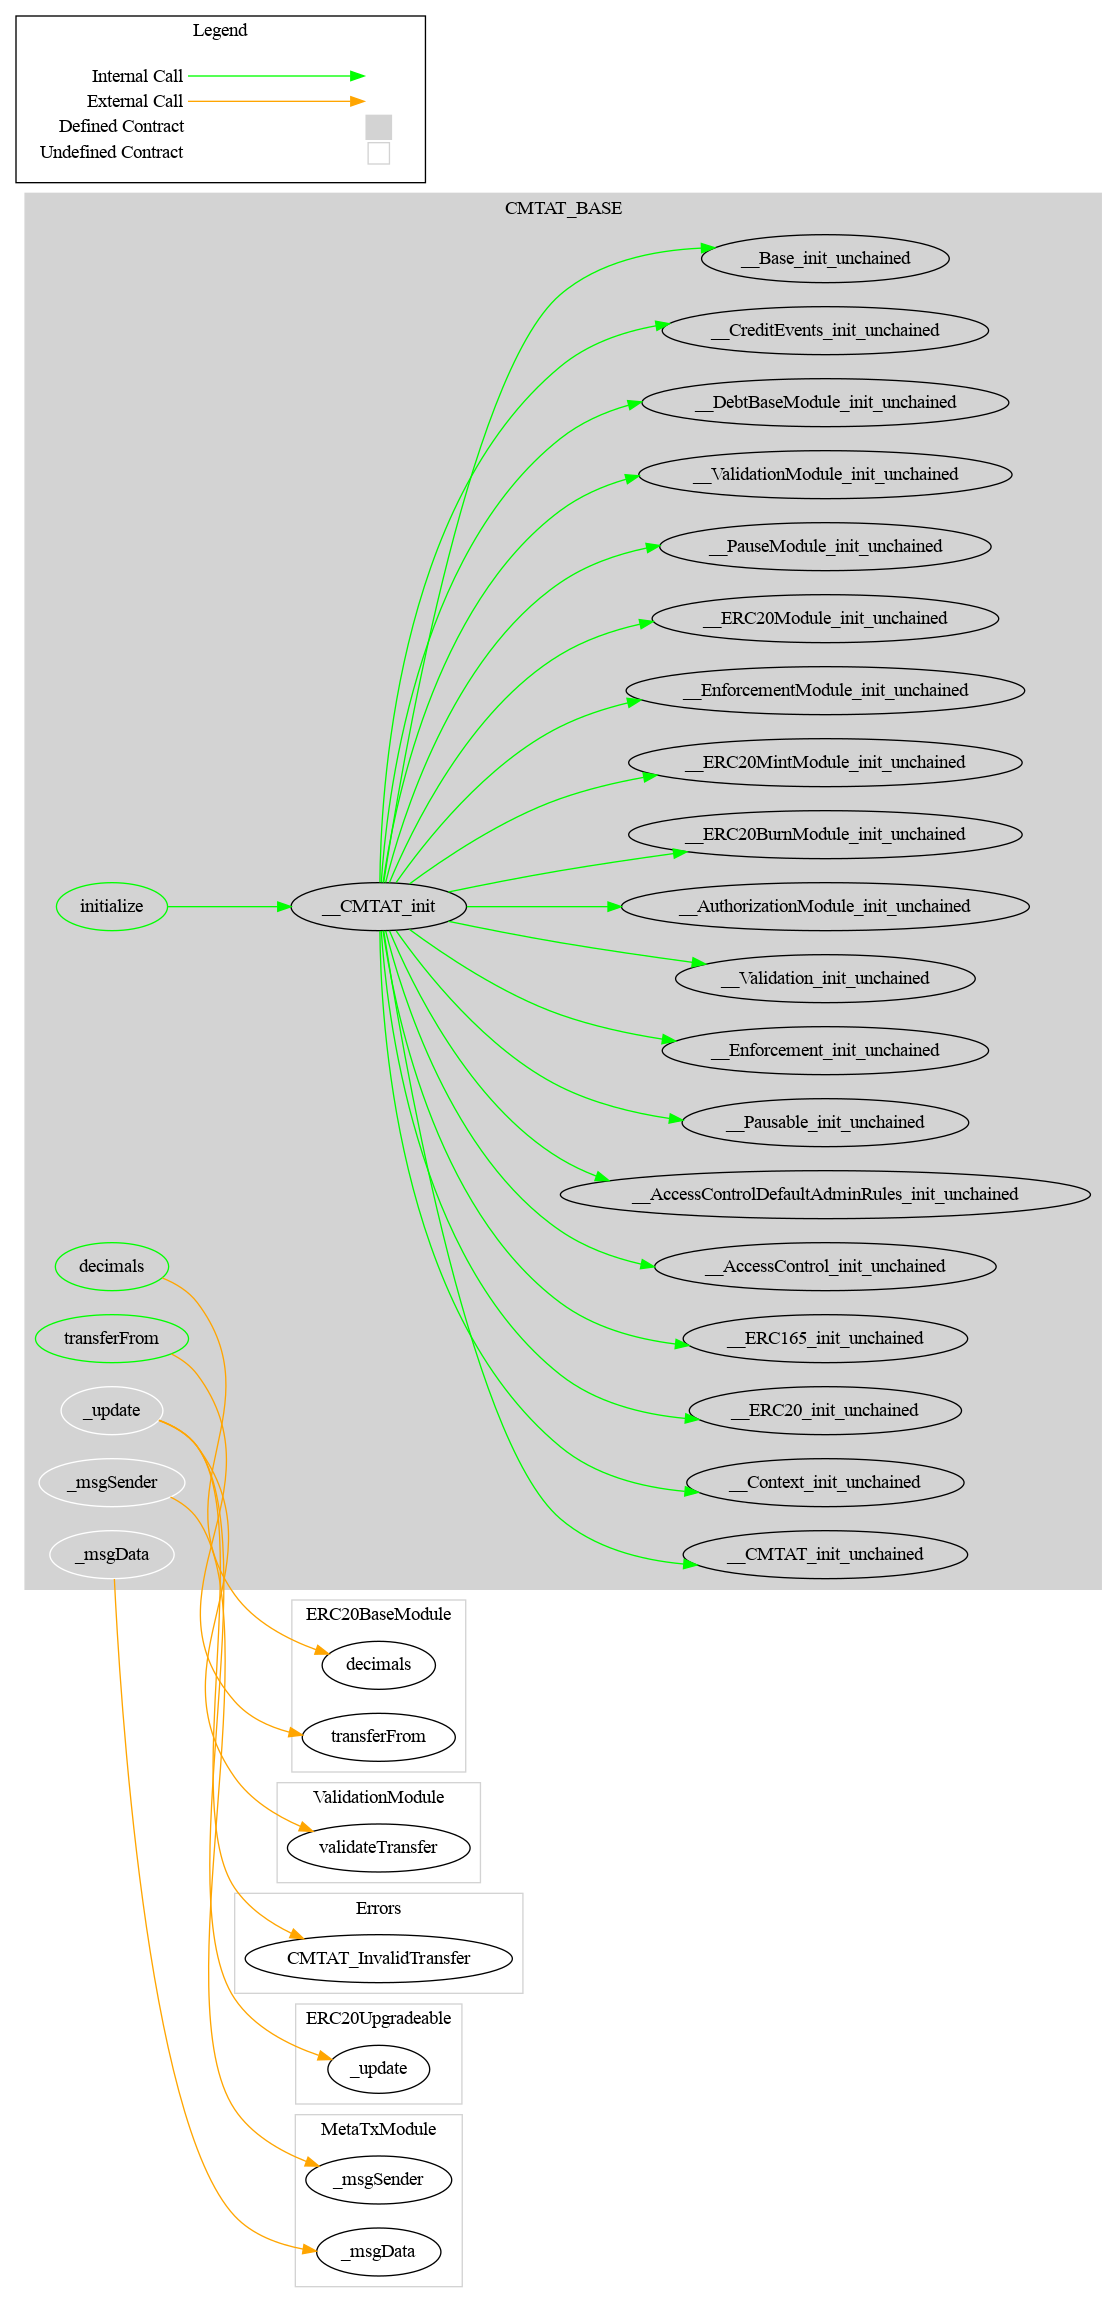 Legend
Internal Call
External Call
Defined Contract
Undefined Contract
CMTAT_BASE
__Base_init_unchained
__CreditEvents_init_unchained
__DebtBaseModule_init_unchained
__ValidationModule_init_unchained
__PauseModule_init_unchained
__ERC20Module_init_unchained
__EnforcementModule_init_unchained
__ERC20MintModule_init_unchained
__ERC20BurnModule_init_unchained
initialize
__CMTAT_init
__AuthorizationModule_init_unchained
__Validation_init_unchained
__Enforcement_init_unchained
__Pausable_init_unchained
__AccessControlDefaultAdminRules_init_unchained
decimals
__AccessControl_init_unchained
transferFrom
__ERC165_init_unchained
_update
__ERC20_init_unchained
_msgSender
__Context_init_unchained
_msgData
__CMTAT_init_unchained
ERC20BaseModule
decimals
transferFrom
ValidationModule
validateTransfer
Errors
CMTAT_InvalidTransfer
ERC20Upgradeable
_update
MetaTxModule
_msgSender
_msgData